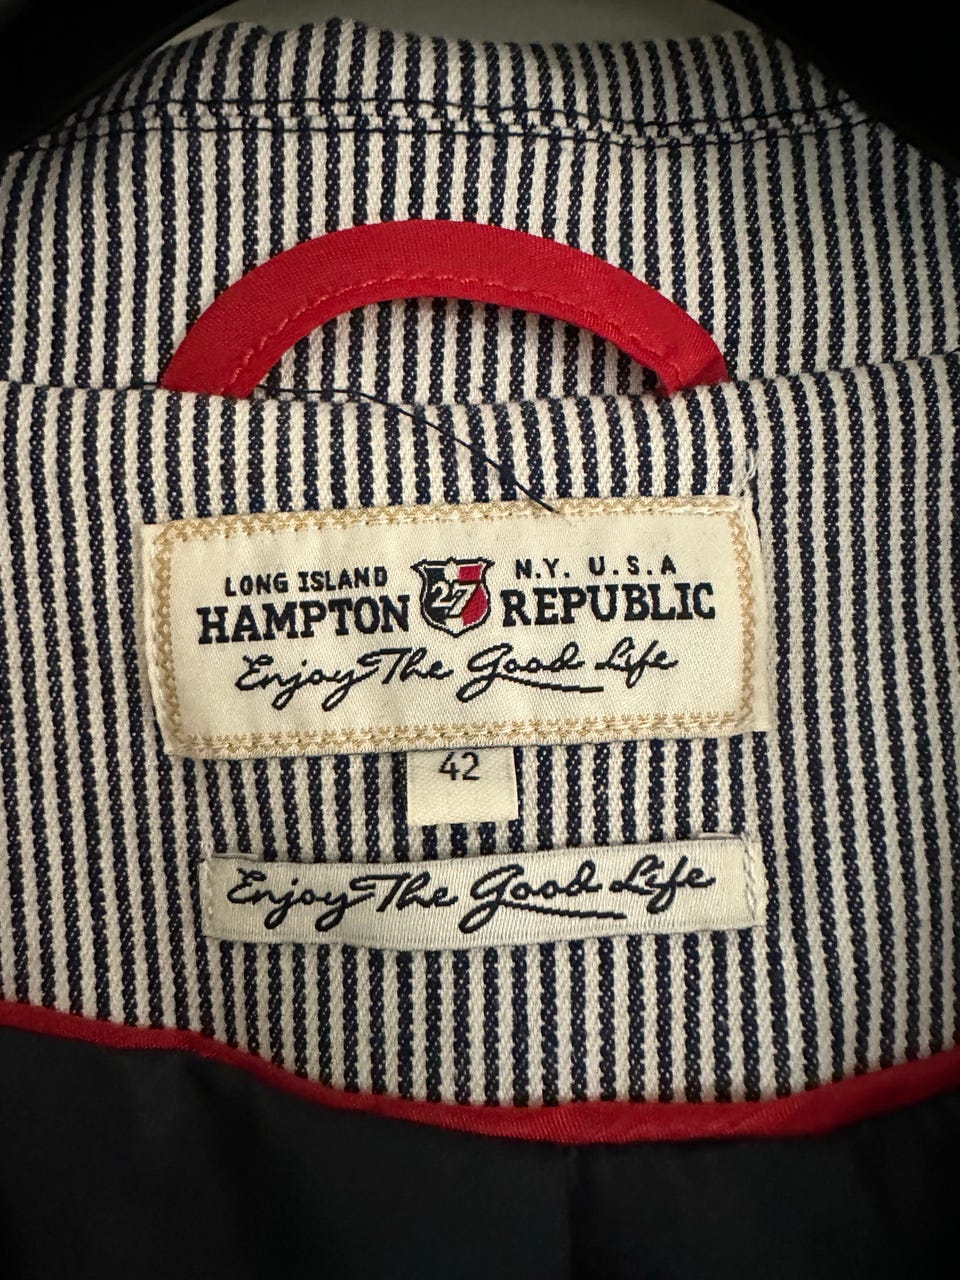 LONG ISLAND N.Y. U.S.A
HAMPTON 27 REPUBLIC
Enjoy The Good Life
42
Enjoy The Good Life